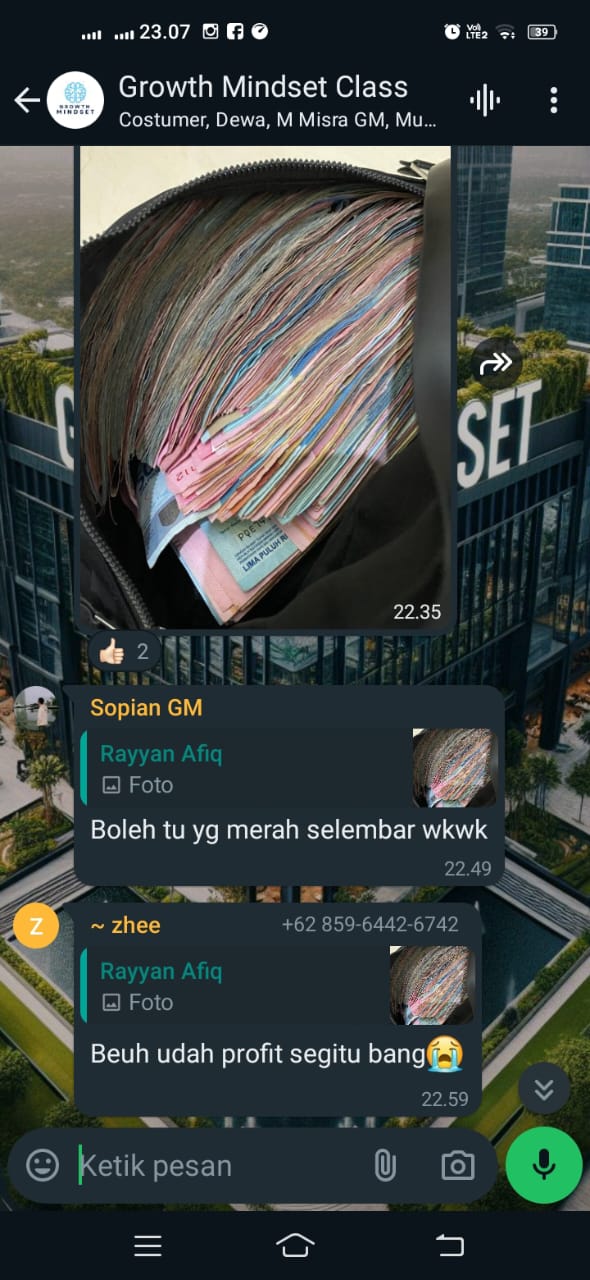 23.07
Voli
LTE2
39
GROWTH
MINDSET
Growth Mindset Class
Costumer, Dewa, M Misra GM, Mu...
G
SET
LIMA PULUH RI
22.35
2
Sopian GM
Rayyan Afiq
Foto
Boleh tu yg merah selembar wkwk
22.49
Z
~ zhee
+62 859-6442-6742
Rayyan Afiq
Foto
Beuh udah profit segitu bang😭
22.59
Ketik pesan